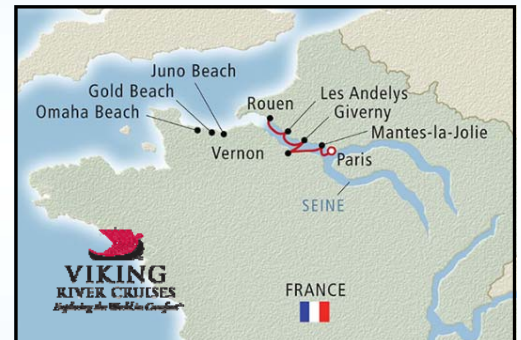 Juno Beach
Gold Beach
Omaha Beach
Rouen
Les Andelys
Giverny
Mantes-la-Jolie
Vernon
Paris
SEINE
VIKING
RIVER CRUISES
Exploring the World in Comfort
FRANCE